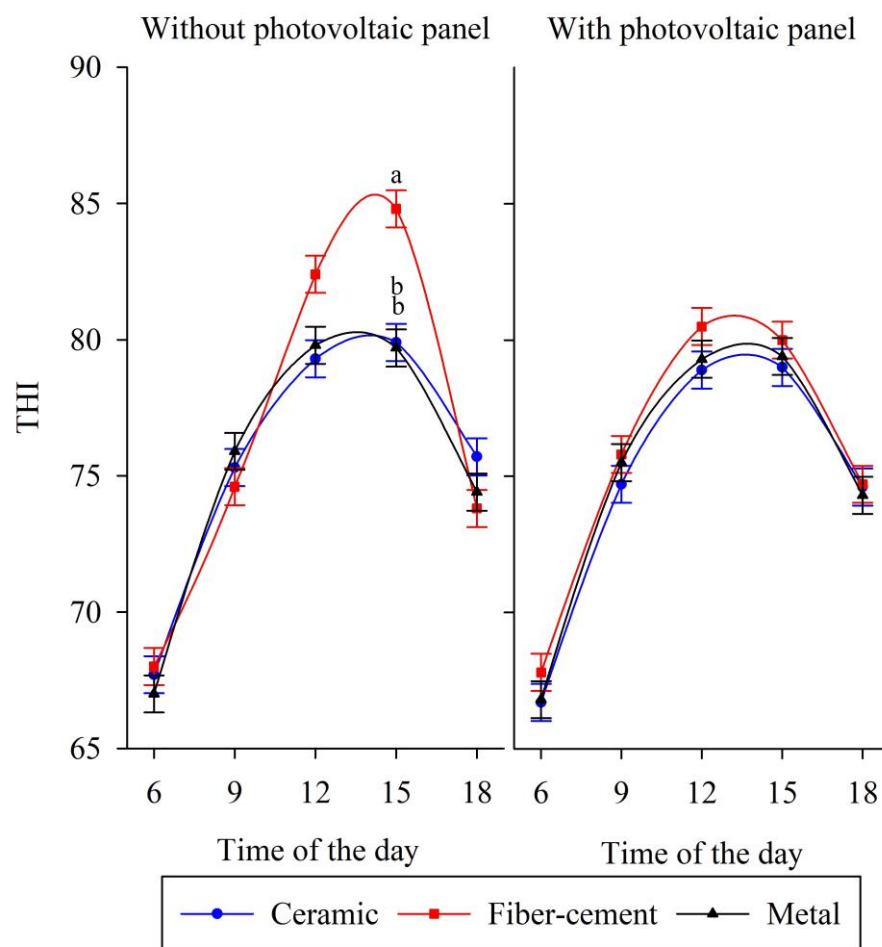 Without photovoltaic panel
With photovoltaic panel
90
85
80
75
70
65
THI
a
b
b
6 9 12 15 18
6 9 12 15 18
Time of the day
Time of the day
Ceramic Fiber-cement Metal